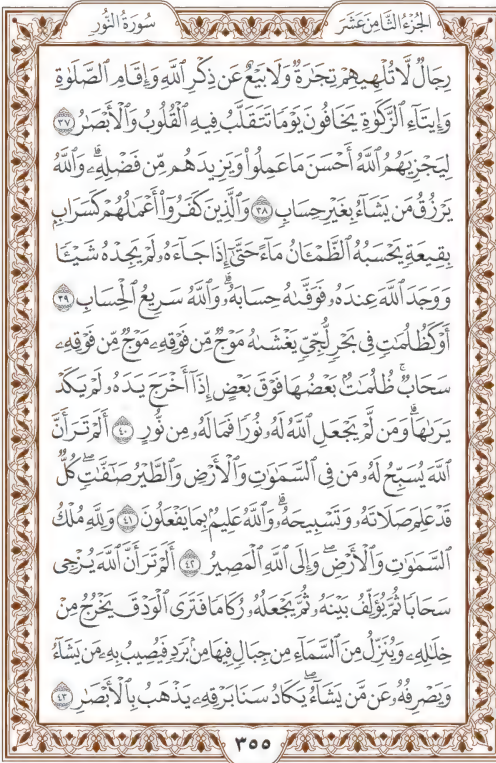 الجزء الثامن عشر
سورة النور
رِجَالٌ لَّا تُلْهِيهِمْ تِجَٰرَةٌ وَلَا بَيْعٌ عَن ذِكْرِ ٱللَّهِ وَإِقَامِ ٱلصَّلَوٰةِ
وَإِيتَآءِ ٱلزَّكَوٰةِ يَخَافُونَ يَوْمًا تَتَقَلَّبُ فِيهِ ٱلْقُلُوبُ وَٱلْأَبْصَٰرُ ٣٧
لِيَجْزِيَهُمُ ٱللَّهُ أَحْسَنَ مَا عَمِلُوا۟ وَيَزِيدَهُم مِّن فَضْلِهِۦ ۗ وَٱللَّهُ
يَرْزُقُ مَن يَشَآءُ بِغَيْرِ حِسَابٍ ٣٨ وَٱلَّذِينَ كَفَرُوٓا۟ أَعْمَٰلُهُمْ كَسَرَابٍۭ
بِقِيعَةٍ يَحْسَبُهُ ٱلظَّمْـَٔانُ مَآءً حَتَّىٰٓ إِذَا جَآءَهُۥ لَمْ يَجِدْهُ شَيْـًٔا
وَوَجَدَ ٱللَّهَ عِندَهُۥ فَوَفَّىٰهُ حِسَابَهُۥ ۗ وَٱللَّهُ سَرِيعُ ٱلْحِسَابِ ٣٩
أَوْ كَظُلُمَٰتٍ فِى بَحْرٍ لُّجِّىٍّ يَغْشَىٰهُ مَوْجٌ مِّن فَوْقِهِۦ مَوْجٌ مِّن فَوْقِهِۦ
سَحَابٌ ۚ ظُلُمَٰتٌۢ بَعْضُهَا فَوْقَ بَعْضٍ إِذَآ أَخْرَجَ يَدَهُۥ لَمْ يَكَدْ
يَرَىٰهَا ۗ وَمَن لَّمْ يَجْعَلِ ٱللَّهُ لَهُۥ نُورًا فَمَا لَهُۥ مِن نُّورٍ ٤٠ أَلَمْ تَرَ أَنَّ
ٱللَّهَ يُسَبِّحُ لَهُۥ مَن فِى ٱلسَّمَٰوَٰتِ وَٱلْأَرْضِ وَٱلطَّيْرُ صَٰٓفَّٰتٍ ۖ كُلٌّ
قَدْ عَلِمَ صَلَاتَهُۥ وَتَسْبِيحَهُۥ ۗ وَٱللَّهُ عَلِيمٌۢ بِمَا يَفْعَلُونَ ٤١ وَلِلَّهِ مُلْكُ
ٱلسَّمَٰوَٰتِ وَٱلْأَرْضِ ۖ وَإِلَى ٱللَّهِ ٱلْمَصِيرُ ٤٢ أَلَمْ تَرَ أَنَّ ٱللَّهَ يُزْجِى
سَحَابًا ثُمَّ يُؤَلِّفُ بَيْنَهُۥ ثُمَّ يَجْعَلُهُۥ رُكَامًا فَتَرَى ٱلْوَدْقَ يَخْرُجُ مِنْ
خِلَٰلِهِۦ وَيُنَزِّلُ مِنَ ٱلسَّمَآءِ مِن جِبَالٍ فِيهَا مِنۢ بَرَدٍ فَيُصِيبُ بِهِۦ مَن يَشَآءُ
وَيَصْرِفُهُۥ عَن مَّن يَشَآءُ ۖ يَكَادُ سَنَا بَرْقِهِۦ يَذْهَبُ بِٱلْأَبْصَٰرِ ٤٣
٣٥٥